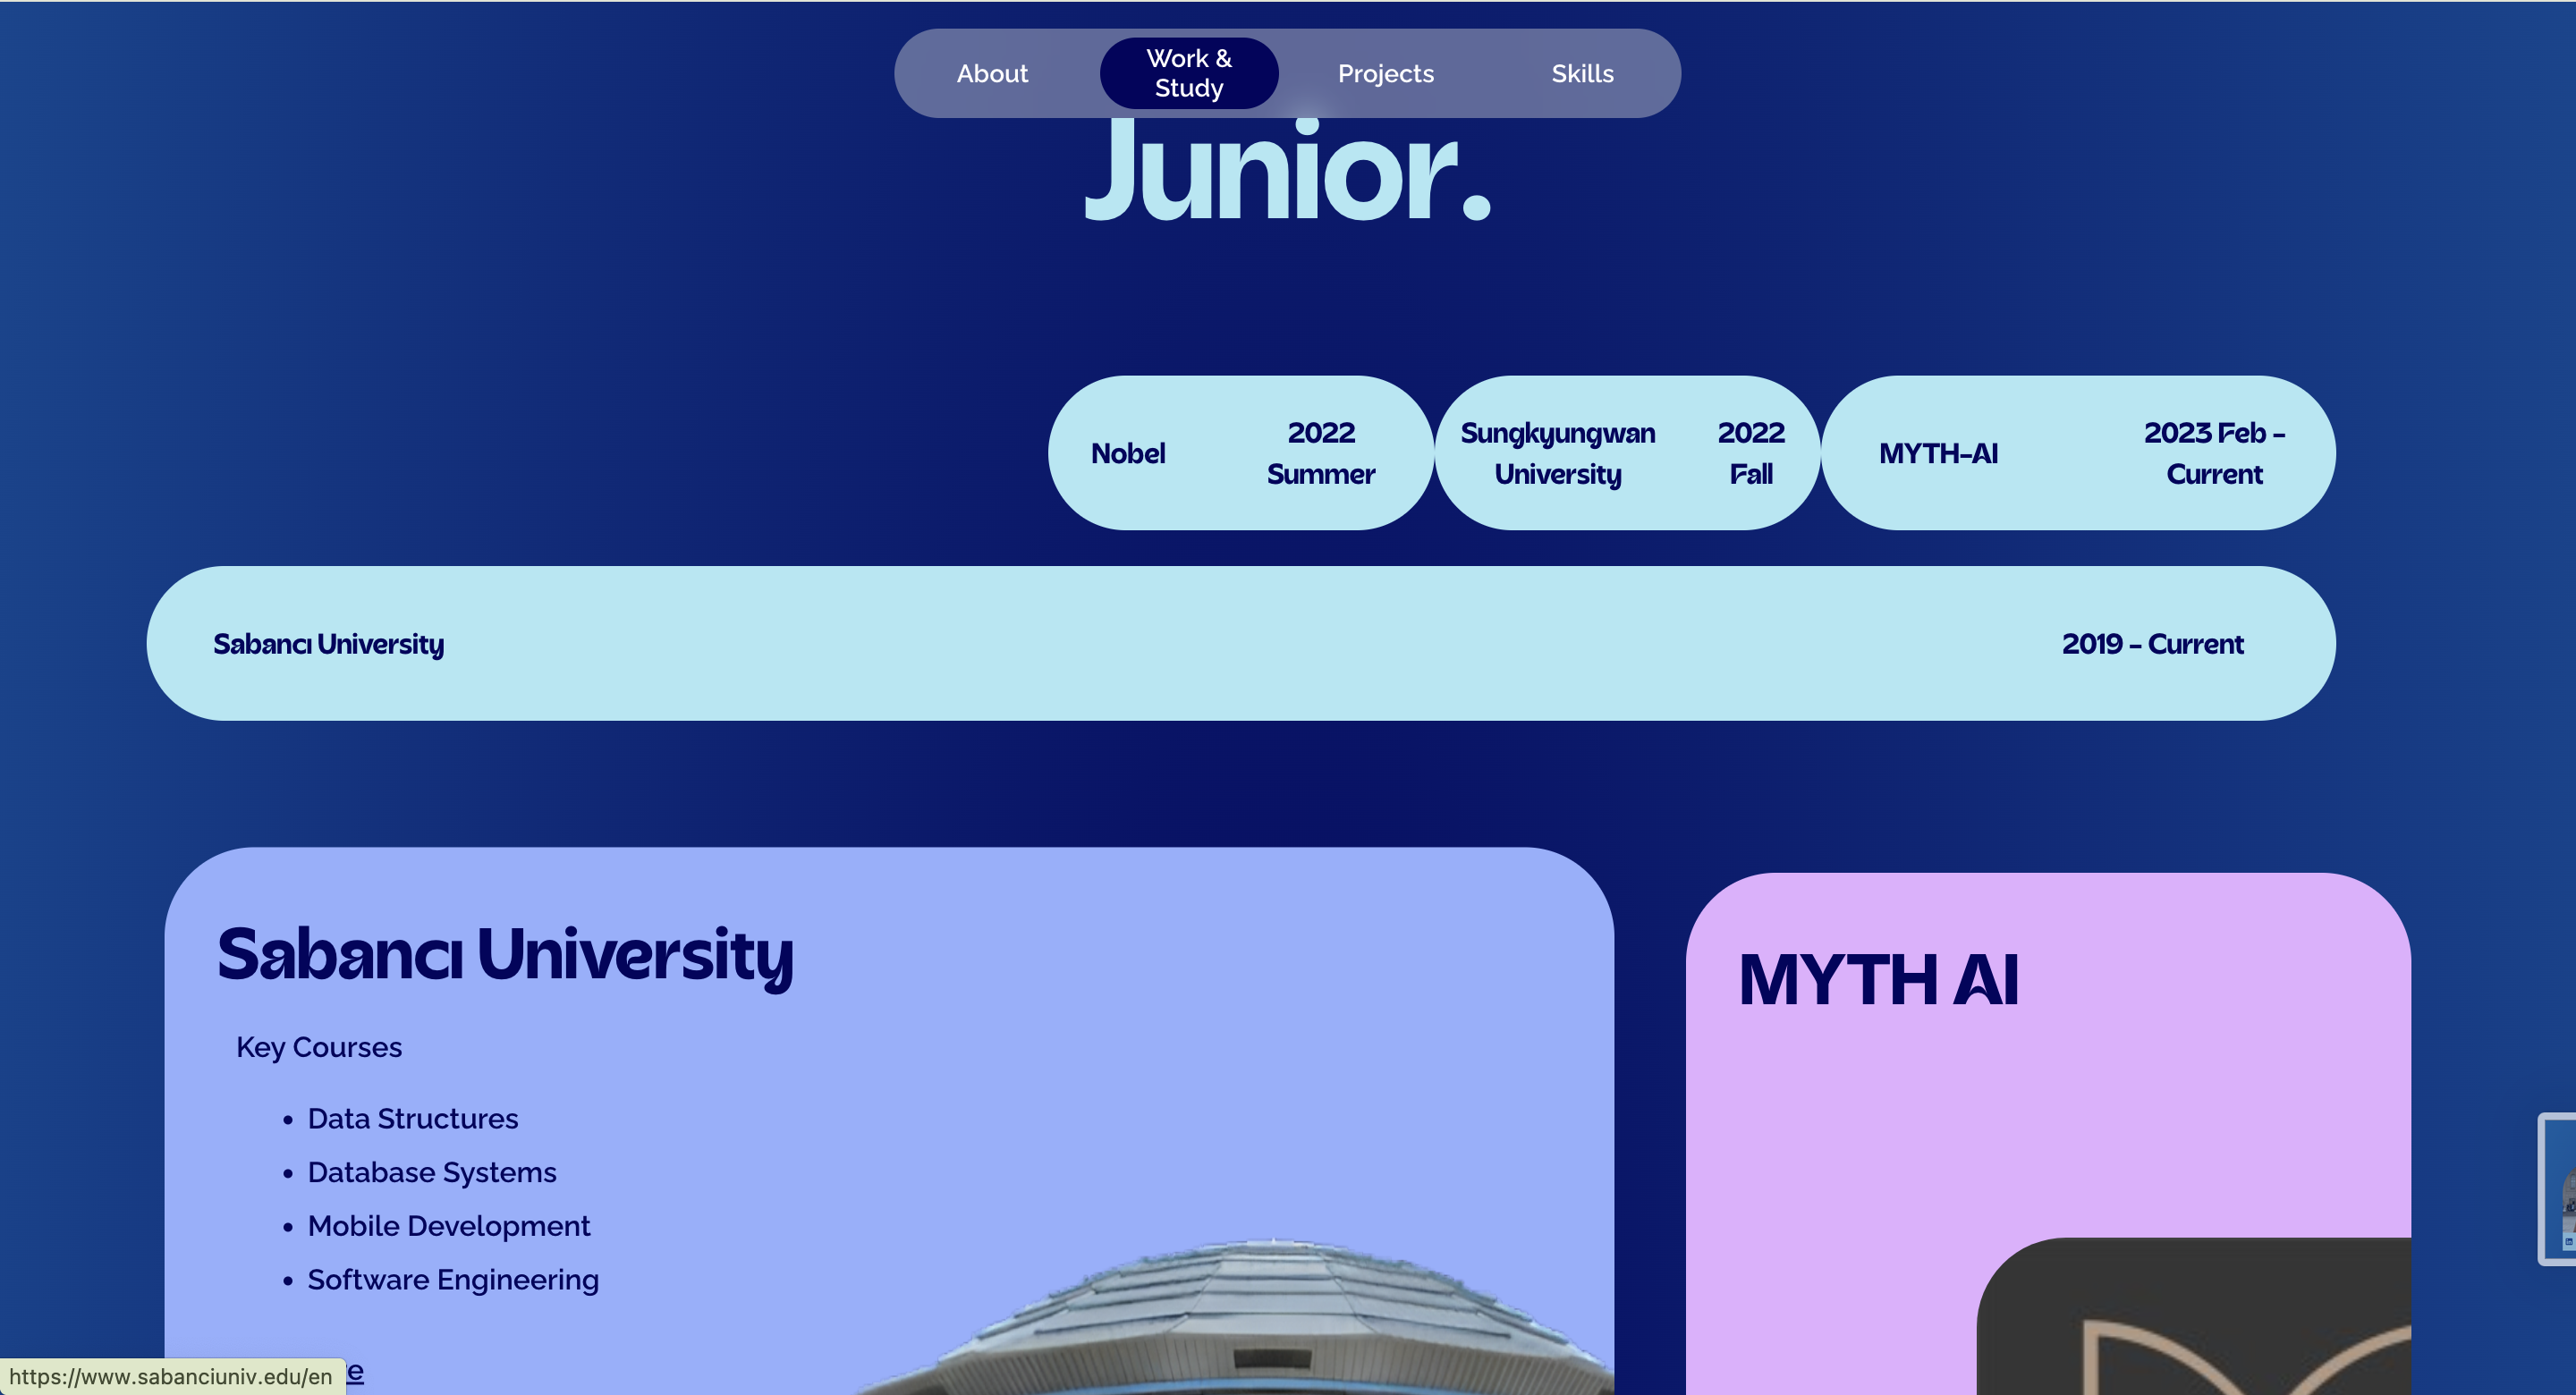 About
Work &
Study
Projects
Skills
Junior.
Nobel
2022
Summer
Sungkyungwan
University
2022
Fall
MYTH-AI
2023 Feb -
Current
Sabancı University
2019 - Current
Sabancı University
Key Courses
• Data Structures
• Database Systems
• Mobile Development
• Software Engineering
MYTH AI
https://www.sabanciuniv.edu/en